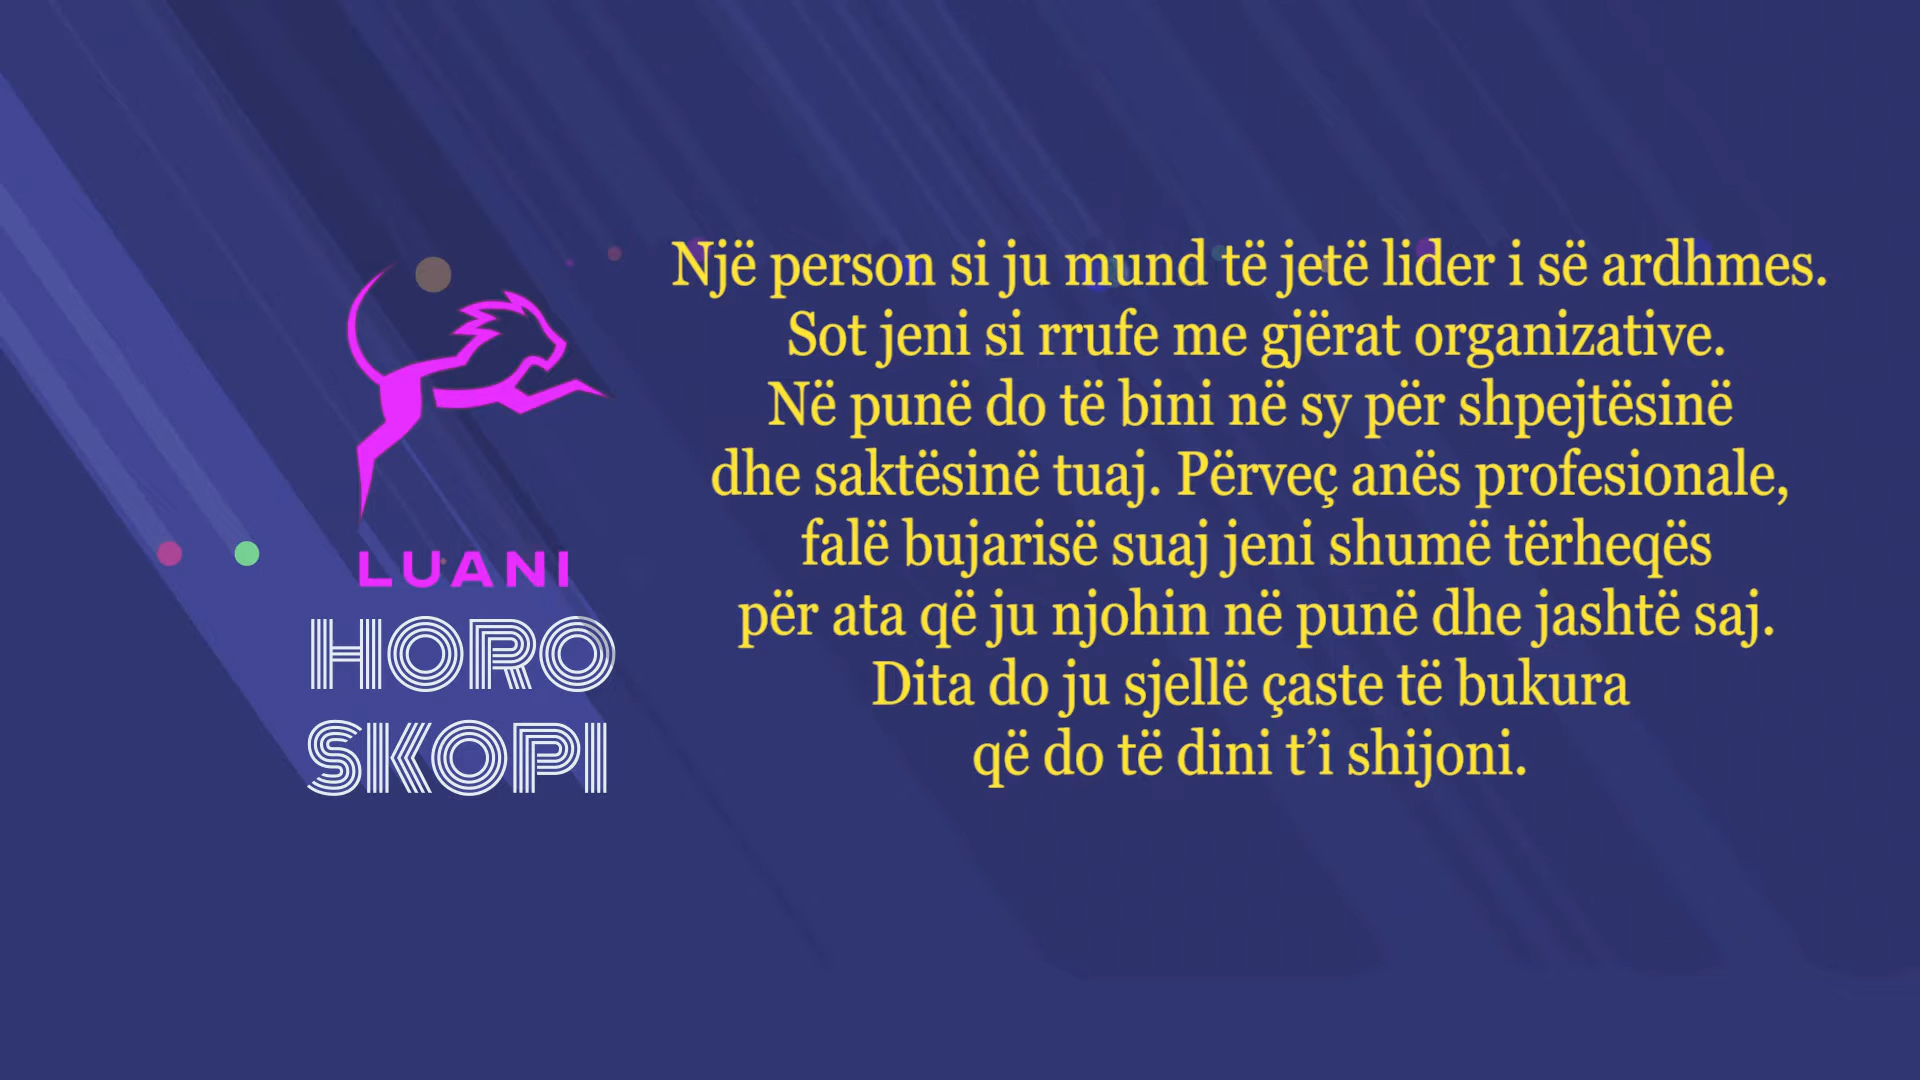 LUANI
HORO
SKOPI
Një person si ju mund të jetë lider i së ardhmes.
Sot jeni si rrufe me gjërat organizative.
Në punë do të bini në sy për shpejtësinë
dhe saktësinë tuaj. Përveç anës profesionale,
falë bujarisë suaj jeni shumë tërheqës
për ata që ju njohin në punë dhe jashtë saj.
Dita do ju sjellë çaste të bukura
që do të dini t’i shijoni.